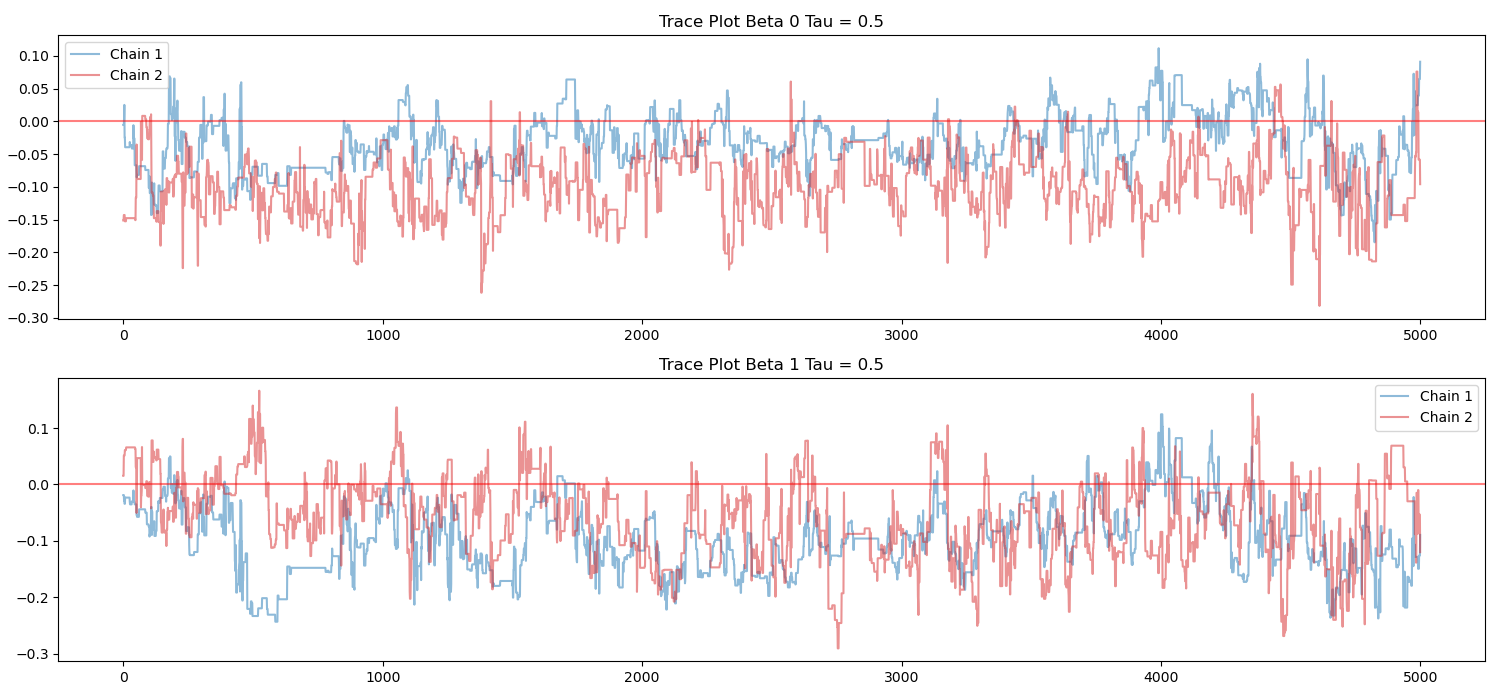 Trace Plot Beta 0 Tau = 0.5
Chain 1
Chain 2
0.10
0.05
0.00
−0.05
−0.10
−0.15
−0.20
−0.25
−0.30
0 1000 2000 3000 4000 5000
Trace Plot Beta 1 Tau = 0.5
Chain 1
Chain 2
0.1
0.0
−0.1
−0.2
−0.3
0 1000 2000 3000 4000 5000